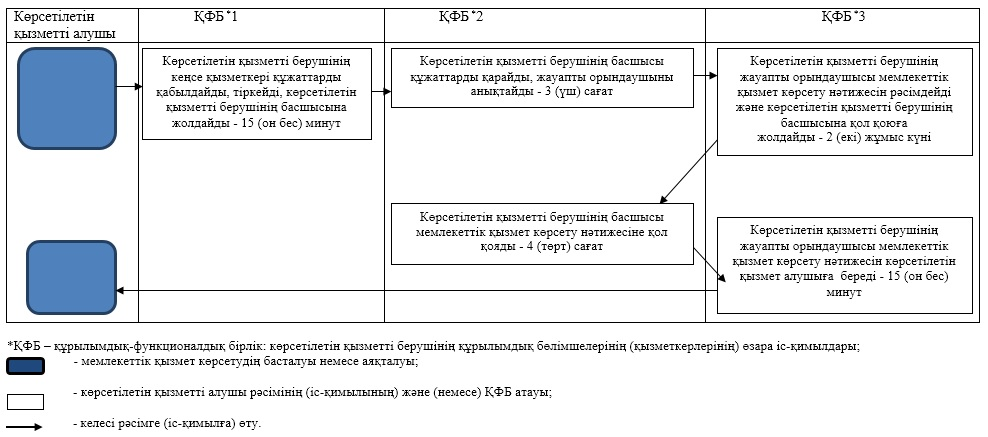 Көрсетілетін
қызметті алушы
ҚФБ*1
ҚФБ*2
ҚФБ*3
Көрсетілетін қызметті берушінің
кеңсе қызметкері құжаттарды
қабылдайды, тіркейді, көрсетілетін
қызметті берушінің басшысына
жолдайды - 15 (он бес) минут
Көрсетілетін қызметті берушінің басшысы
құжаттарды қарайды, жауапты орындаушыны
анықтайды - 3 (үш) сағат
Көрсетілетін қызметті берушінің
жауапты орындаушысы мемлекеттік
қызмет көрсету нәтижесін рәсімдейді
және көрсетілетін қызметті берушінің
басшысына қол қоюға
жолдайды - 2 (екі) жұмыс күні
Көрсетілетін қызметті берушінің басшысы
мемлекеттік қызмет көрсету нәтижесіне қол
қояды - 4 (төрт) сағат
Көрсетілетін қызметті берушінің
жауапты орындаушысы мемлекеттік
қызмет көрсету нәтижесін көрсетілетін
қызмет алушыға береді - 15 (он бес)
минут
*ҚФБ – құрылымдық-функционалдық бірлік: көрсетілетін қызметті берушінің құрылымдық бөлімшелерінің (қызметкерлерінің) өзара іс-қимылдары;
- мемлекеттік қызмет көрсетудің басталуы немесе аяқталуы;
- көрсетілетін қызметті алушы рәсімінің (іс-қимылының) және (немесе) ҚФБ атауы;
- келесі рәсімге (іс-қимылға) өту.